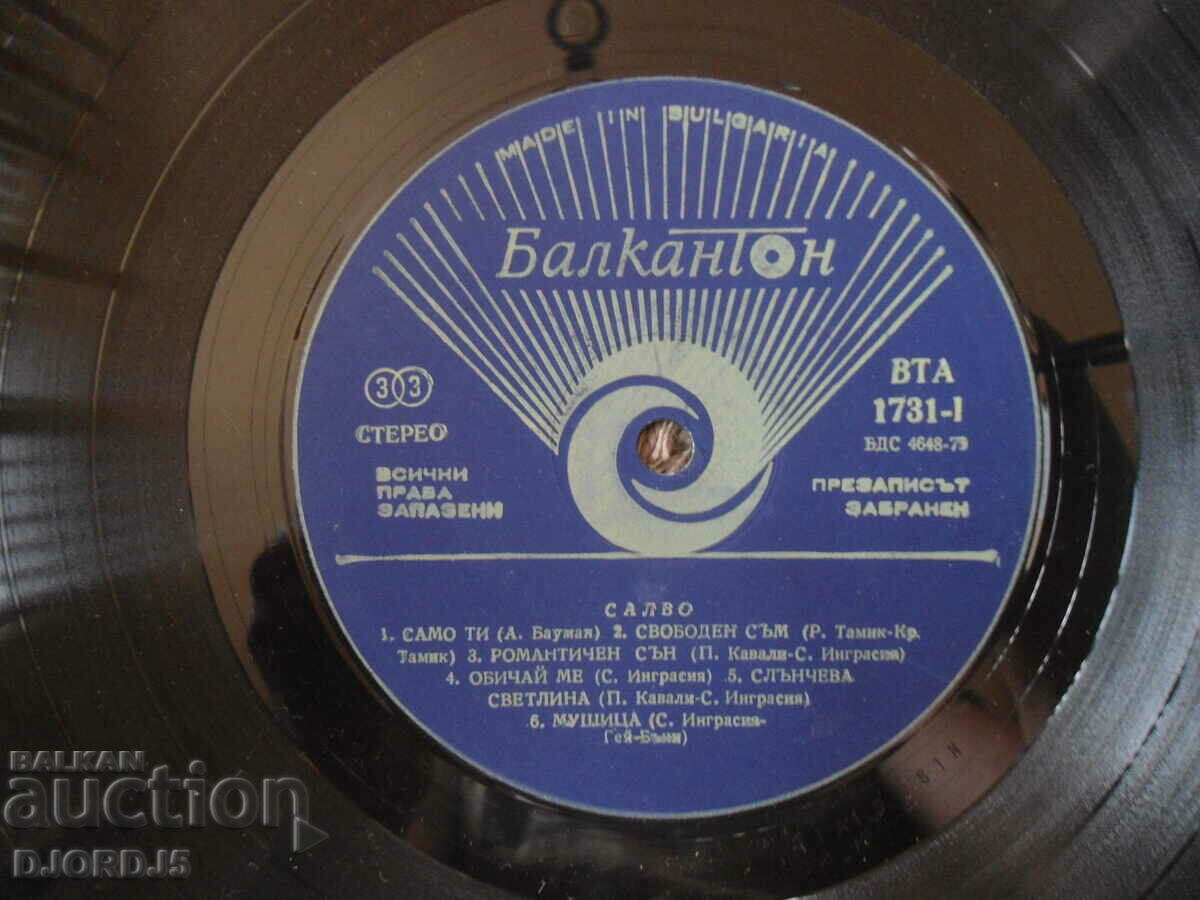 MADE IN BULGARIA
Балкантон
33
СТЕРЕО
ВТА
1731-I
БДС 4648-79
ВСИЧКИ
ПРАВА
ЗАПАЗЕНИ
ПРЕЗАПИСЪТ
ЗАБРАНЕН
САЛВО
1. САМО ТИ (А. Бауман) 2. СВОБОДЕН СЪМ (Р. Тамик-Кр.
Тамик) 3. РОМАНТИЧЕН СЪН (П. Кавали-С. Инграсия)
4. ОБИЧАЙ МЕ (С. Инграсия) 5. СЛЪНЧЕВА
СВЕТЛИНА (П. Кавали-С. Инграсия)
6. МУШИЦА (С. Инграсия-
Гей-Бъни)
BALKAN
auction
DJORD_J5